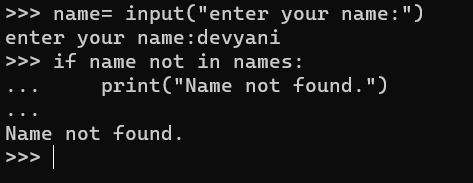 >>> name= input("enter your name:")
enter your name:devyani
>>> if name not in names:
...     print("Name not found.")
...
Name not found.
>>>